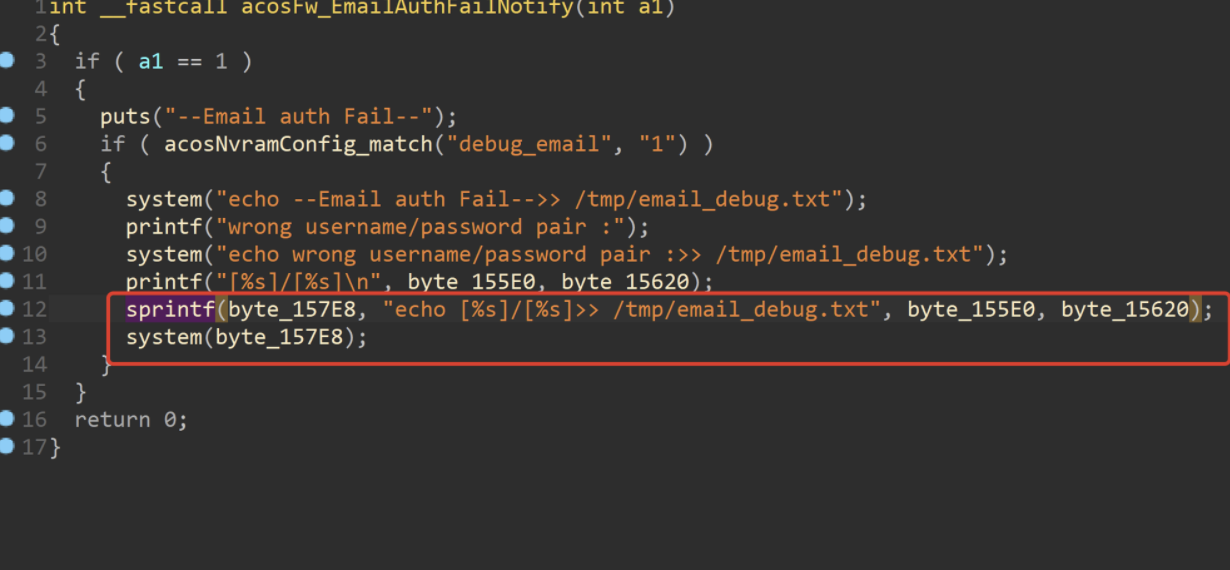 1int __fastcall acosFw_EmailAuthFailNotify(int a1)
2{
3 if ( a1 == 1 )
4 {
5 puts("--Email auth Fail--");
6 if ( acosNvramConfig_match("debug_email", "1") )
7 {
8 system("echo --Email auth Fail-->> /tmp/email_debug.txt");
9 printf("wrong username/password pair :");
10 system("echo wrong username/password pair :>> /tmp/email_debug.txt");
11 printf("[%s]/[%s]\n", byte_155E0, byte_15620);
12 sprintf(byte_157E8, "echo [%s]/[%s]>> /tmp/email_debug.txt", byte_155E0, byte_15620);
13 system(byte_157E8);
14 }
15 }
16 return 0;
17}